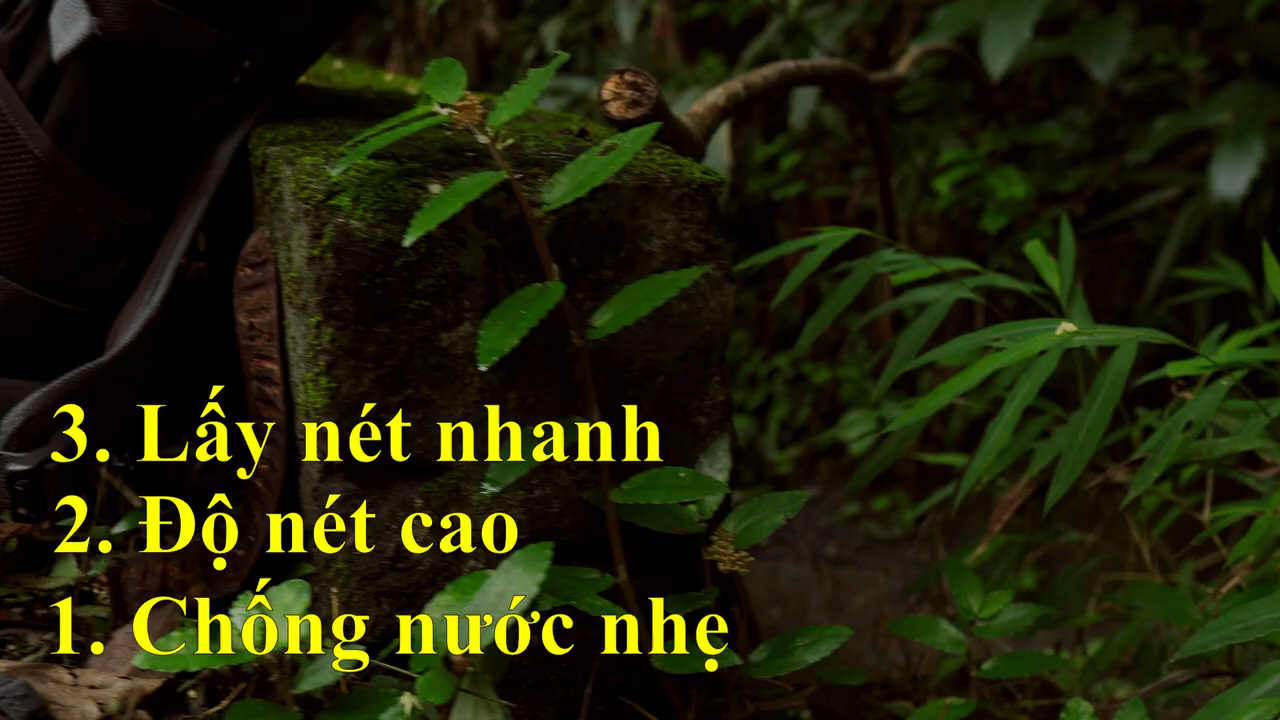 3. Lấy nét nhanh
2. Độ nét cao
1. Chống nước nhẹ